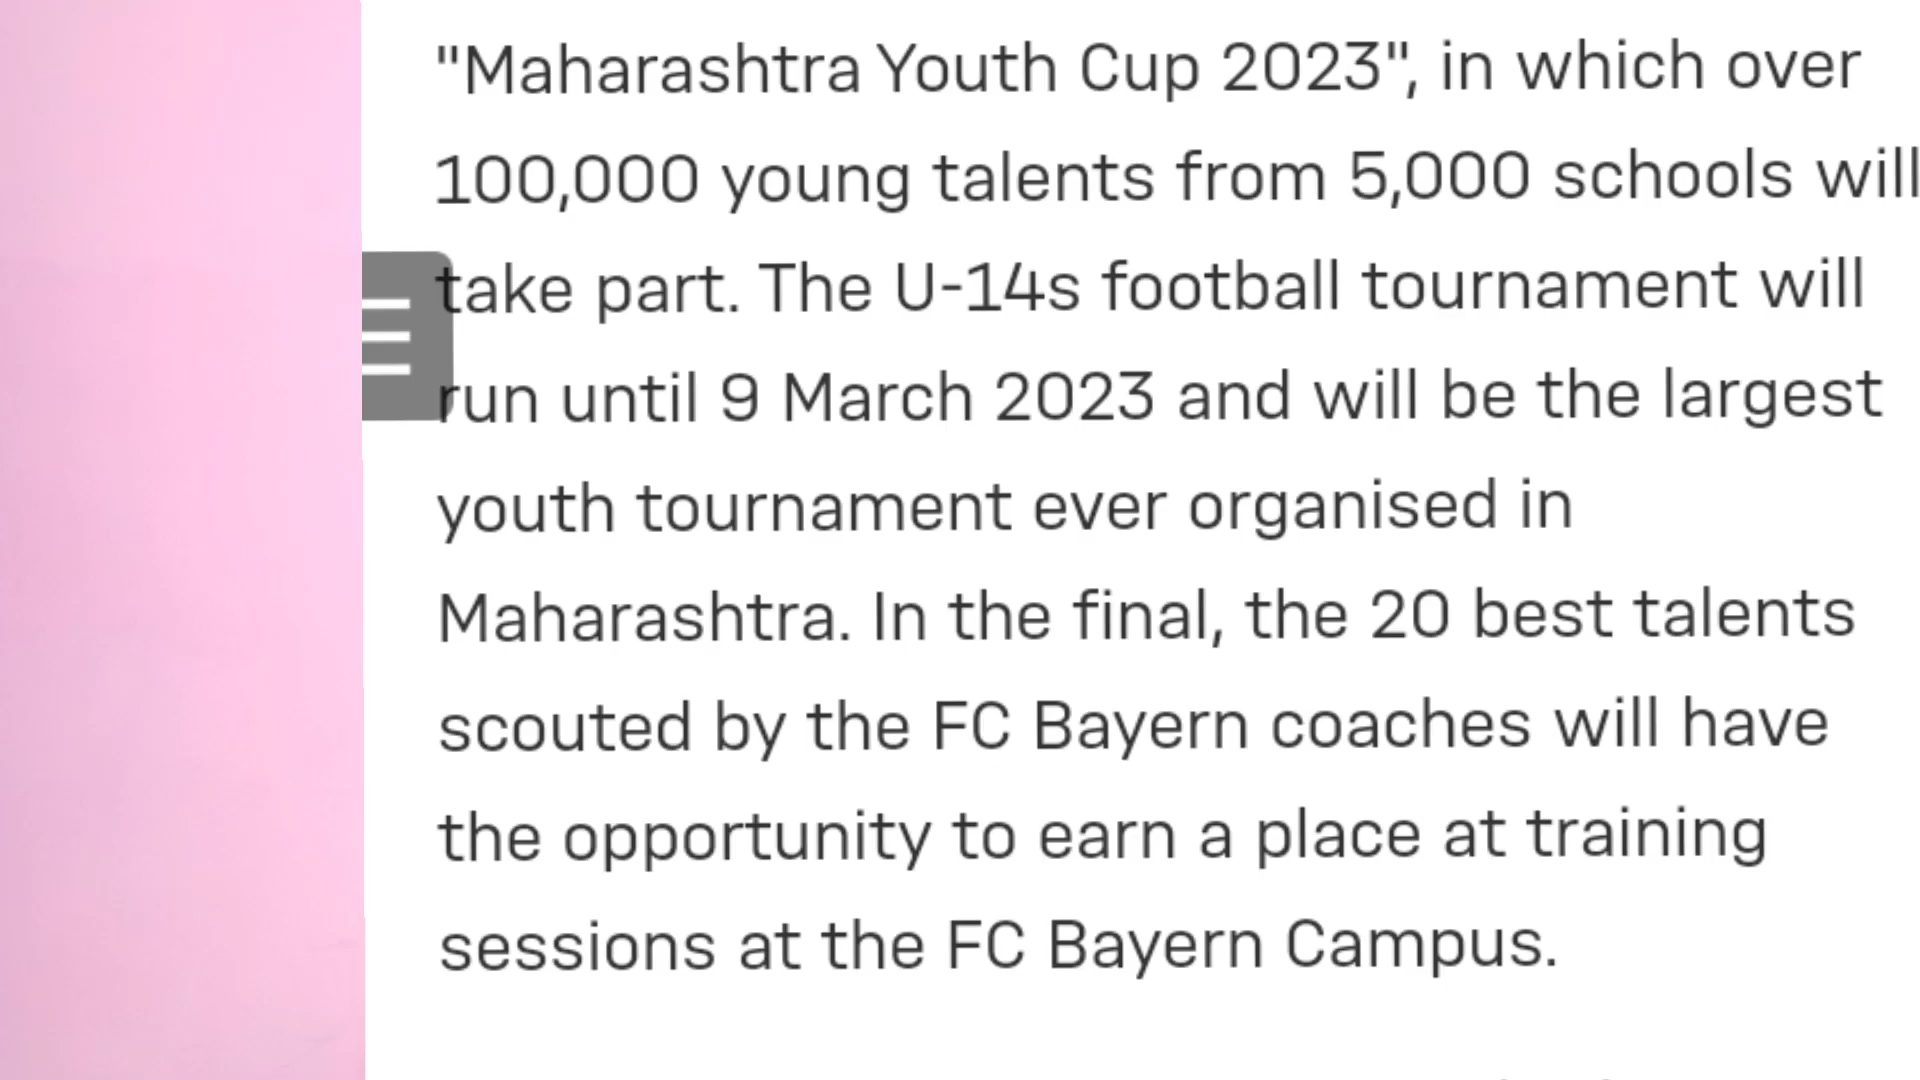 "Maharashtra Youth Cup 2023", in which over
100,000 young talents from 5,000 schools will
take part. The U-14s football tournament will
run until 9 March 2023 and will be the largest
youth tournament ever organised in
Maharashtra. In the final, the 20 best talents
scouted by the FC Bayern coaches will have
the opportunity to earn a place at training
sessions at the FC Bayern Campus.